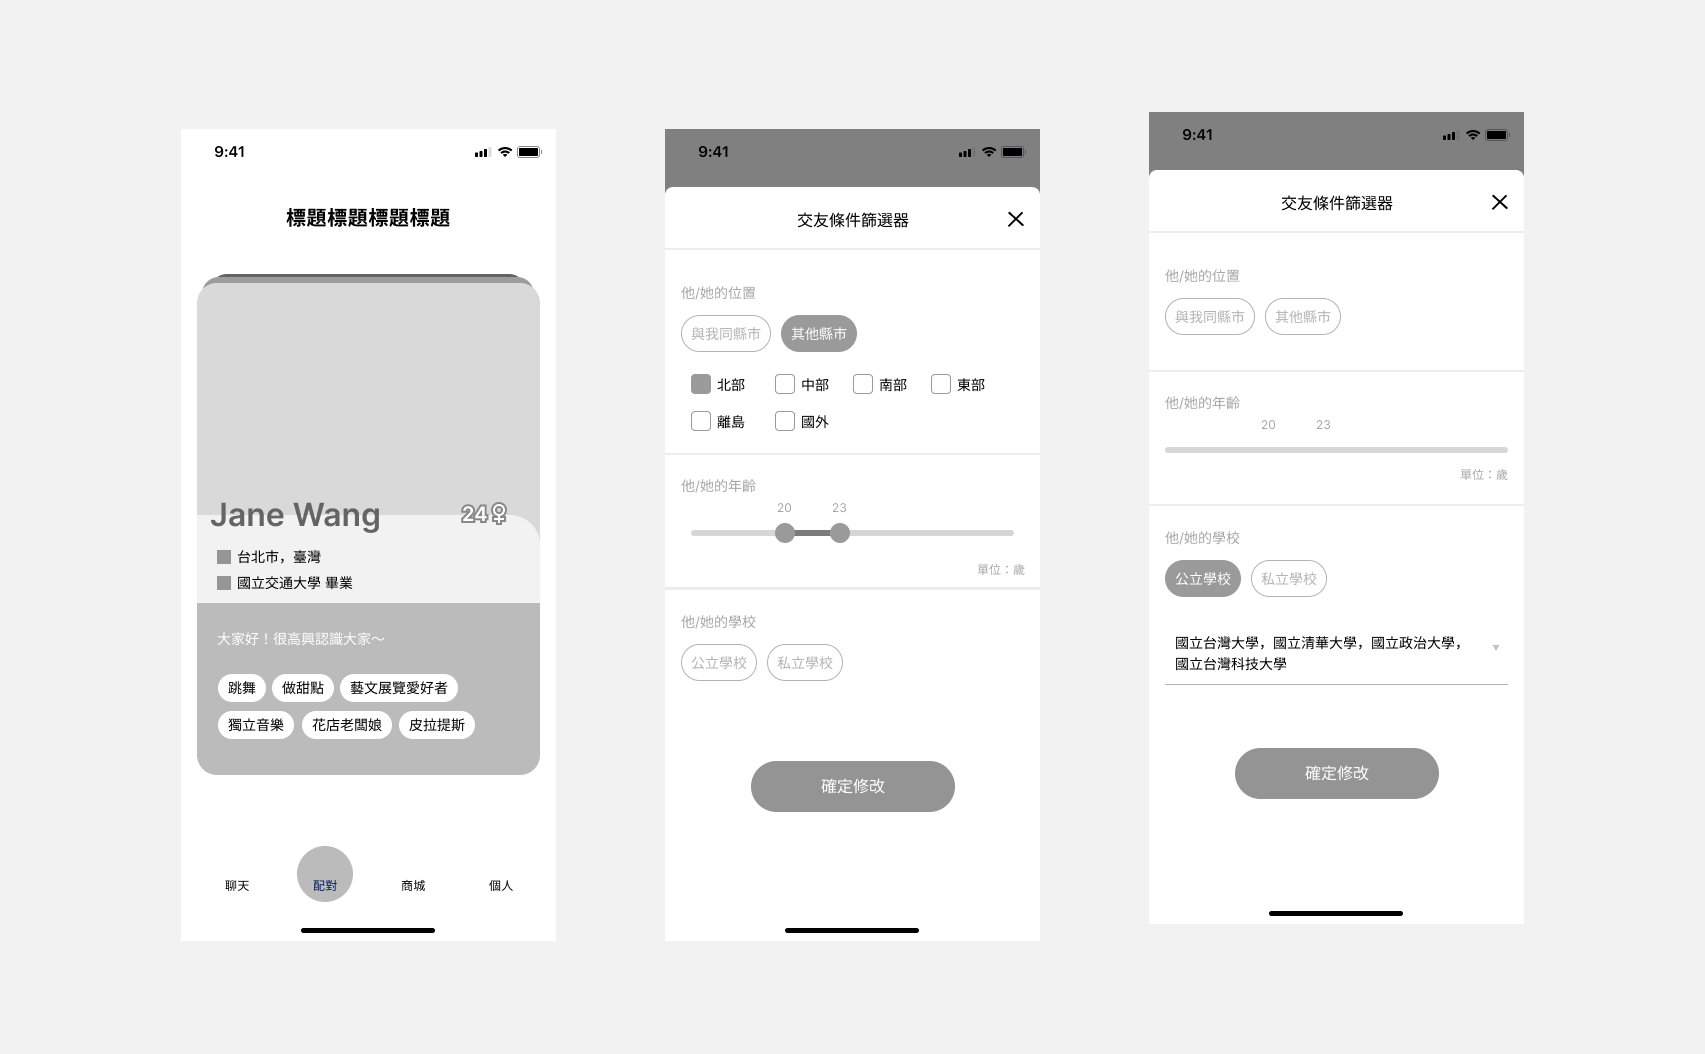 9:41
標題標題標題標題
Jane Wang
24♀
台北市，臺灣
國立交通大學 畢業
大家好！很高興認識大家～
跳舞 做甜點 藝文展覽愛好者
獨立音樂 花店老闆娘 皮拉提斯
聊天 配對 商城 個人
9:41
交友條件篩選器
他/她的位置
與我同縣市 其他縣市
北部 中部 南部 東部
離島 國外
他/她的年齡
20 23
單位：歲
他/她的學校
公立學校 私立學校
確定修改
9:41
交友條件篩選器
他/她的位置
與我同縣市 其他縣市
他/她的年齡
20 23
單位：歲
他/她的學校
公立學校 私立學校
國立台灣大學，國立清華大學，國立政治大學，
國立台灣科技大學
確定修改